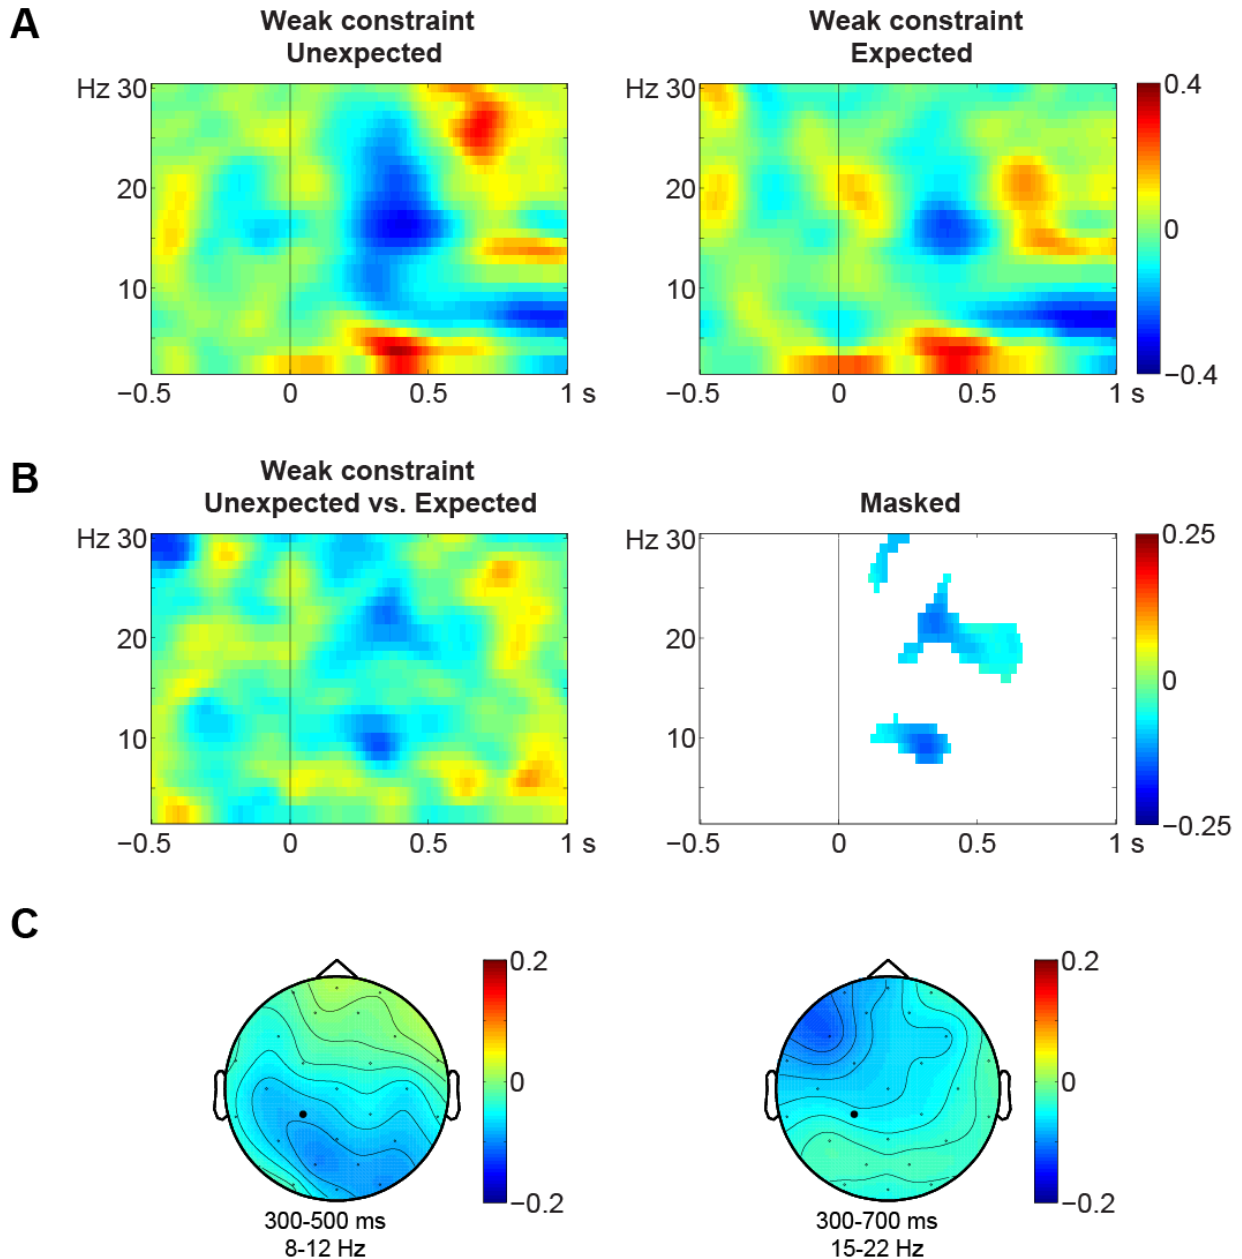 A
Weak constraint
Unexpected
Weak constraint
Expected
Hz 30
20
10
−0.5 0 0.5 1 s
Hz 30
20
10
−0.5 0 0.5 1 s
0.4
0
−0.4
B
Weak constraint
Unexpected vs. Expected
Masked
Hz 30
20
10
−0.5 0 0.5 1 s
Hz 30
20
10
−0.5 0 0.5 1 s
0.25
0
−0.25
C
0.2
0
−0.2
300-500 ms
8-12 Hz
0.2
0
−0.2
300-700 ms
15-22 Hz